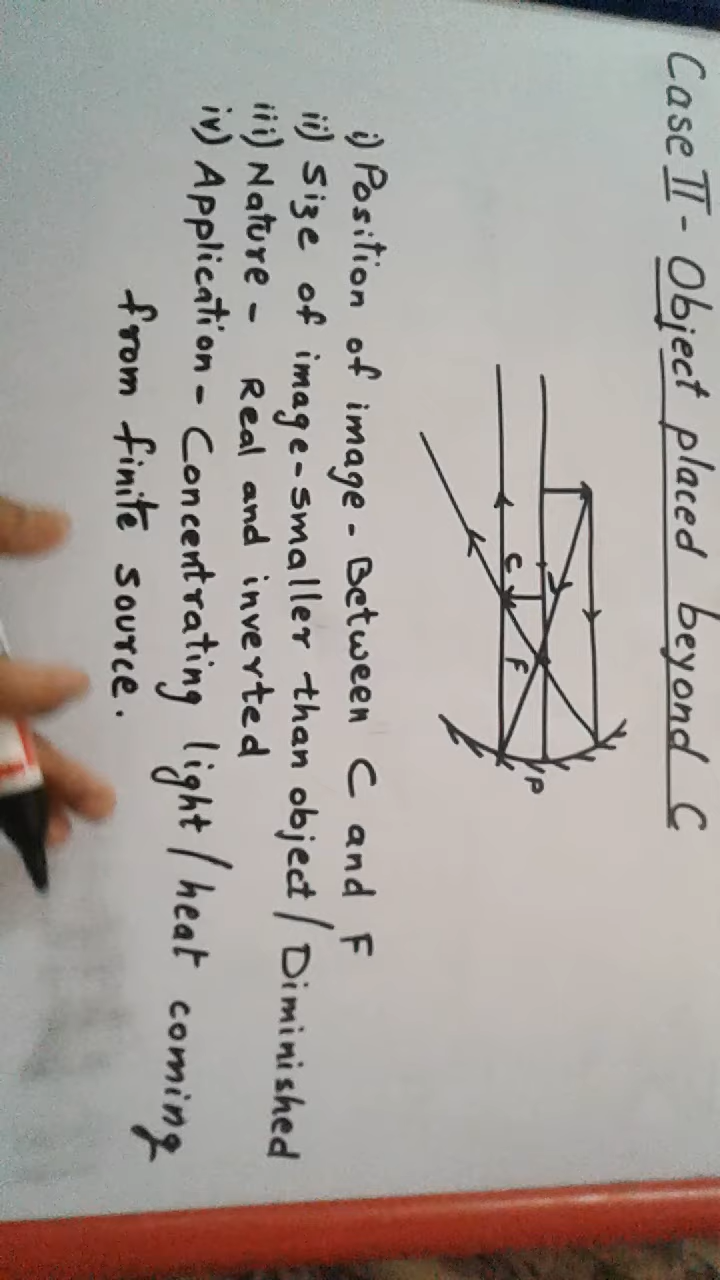 Case II - Object placed beyond C
C
F
P
i) Position of image - Between C and F
ii) Size of image - smaller than object / Diminished
iii) Nature - Real and inverted
iv) Application - Concentrating light / heat coming
from finite source.